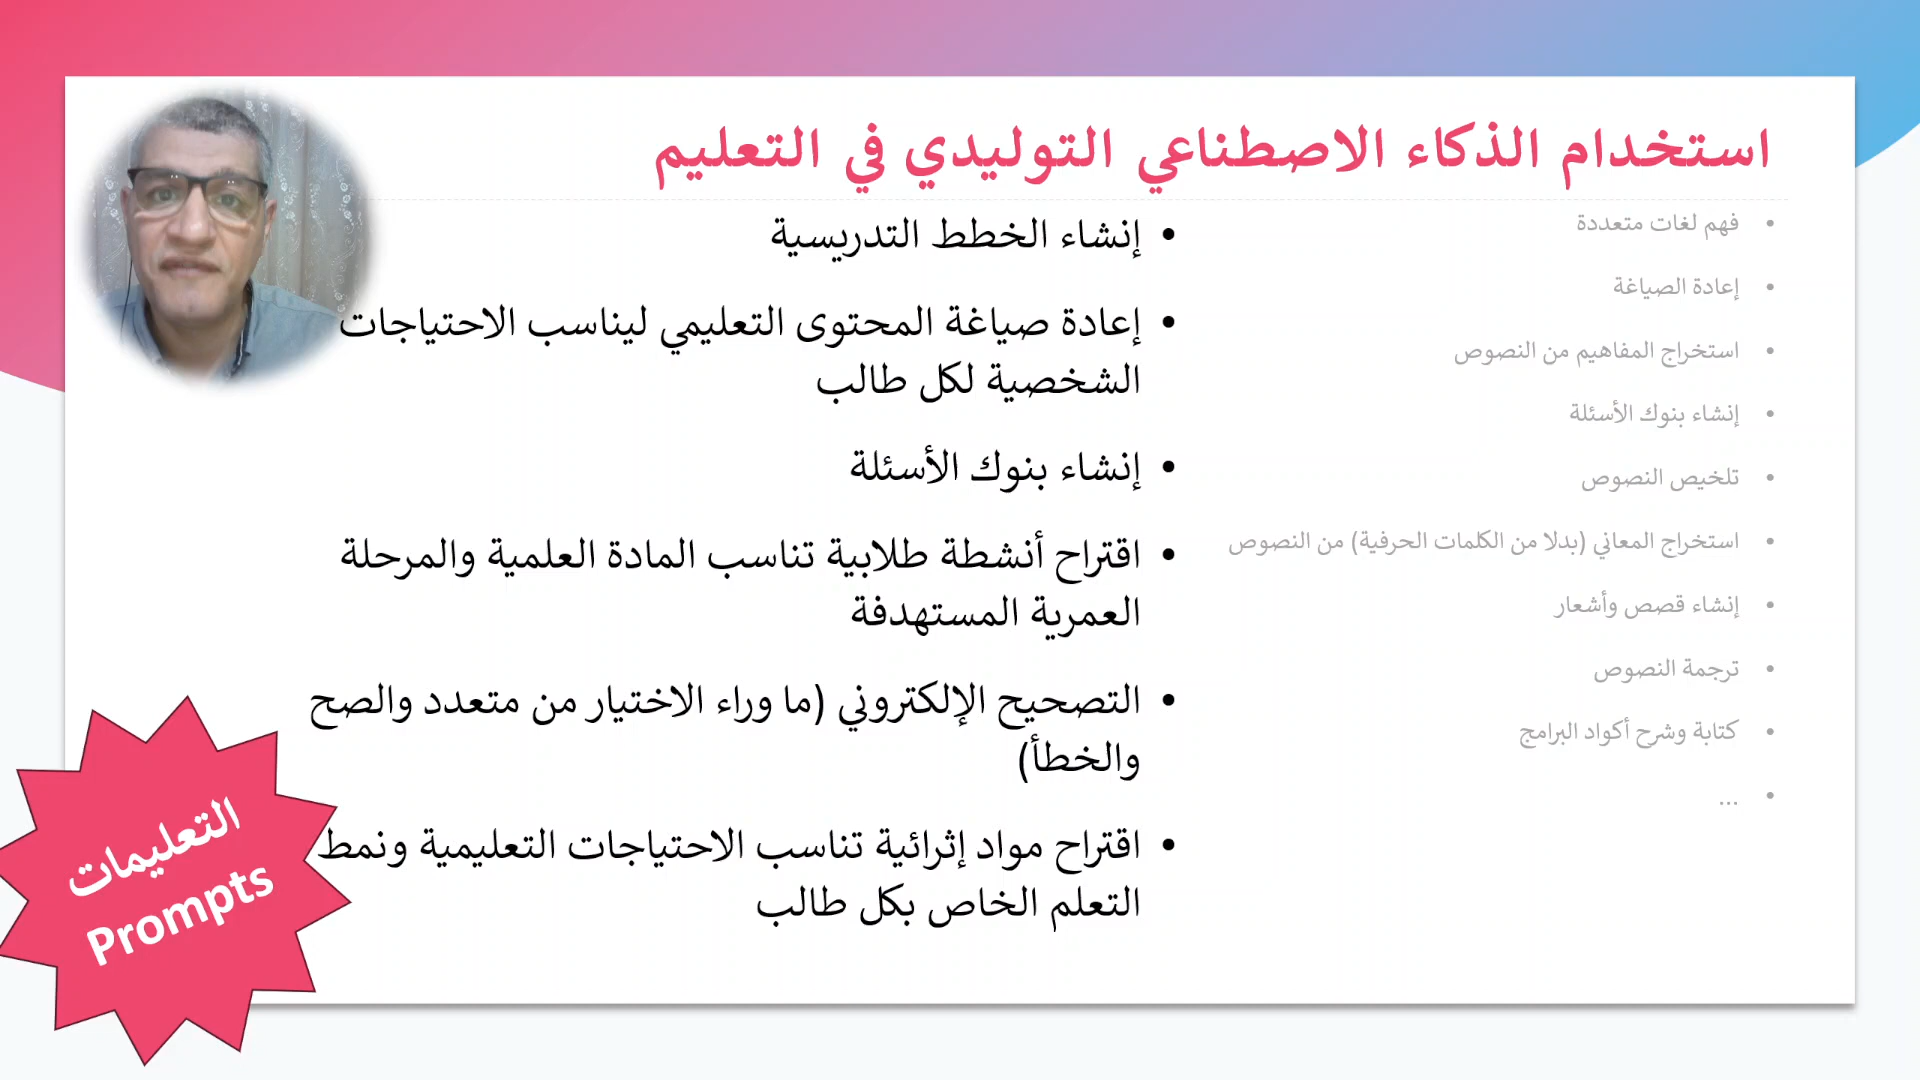 استخدام الذكاء الاصطناعي التوليدي في التعليم
• فهم لغات متعددة
• إعادة الصياغة
• استخراج المفاهيم من النصوص
• إنشاء بنوك الأسئلة
• تلخيص النصوص
• استخراج المعاني (بدلا من الكلمات الحرفية) من النصوص
• إنشاء قصص وأشعار
• ترجمة النصوص
• كتابة وشرح أكواد البرامج
• ...
• إنشاء الخطط التدريسية
• إعادة صياغة المحتوى التعليمي ليناسب الاحتياجات
الشخصية لكل طالب
• إنشاء بنوك الأسئلة
• اقتراح أنشطة طلابية تناسب المادة العلمية والمرحلة
العمرية المستهدفة
• التصحيح الإلكتروني (ما وراء الاختيار من متعدد والصح
والخطأ)
• اقتراح مواد إثرائية تناسب الاحتياجات التعليمية ونمط
التعلم الخاص بكل طالب
التعليمات
Prompts